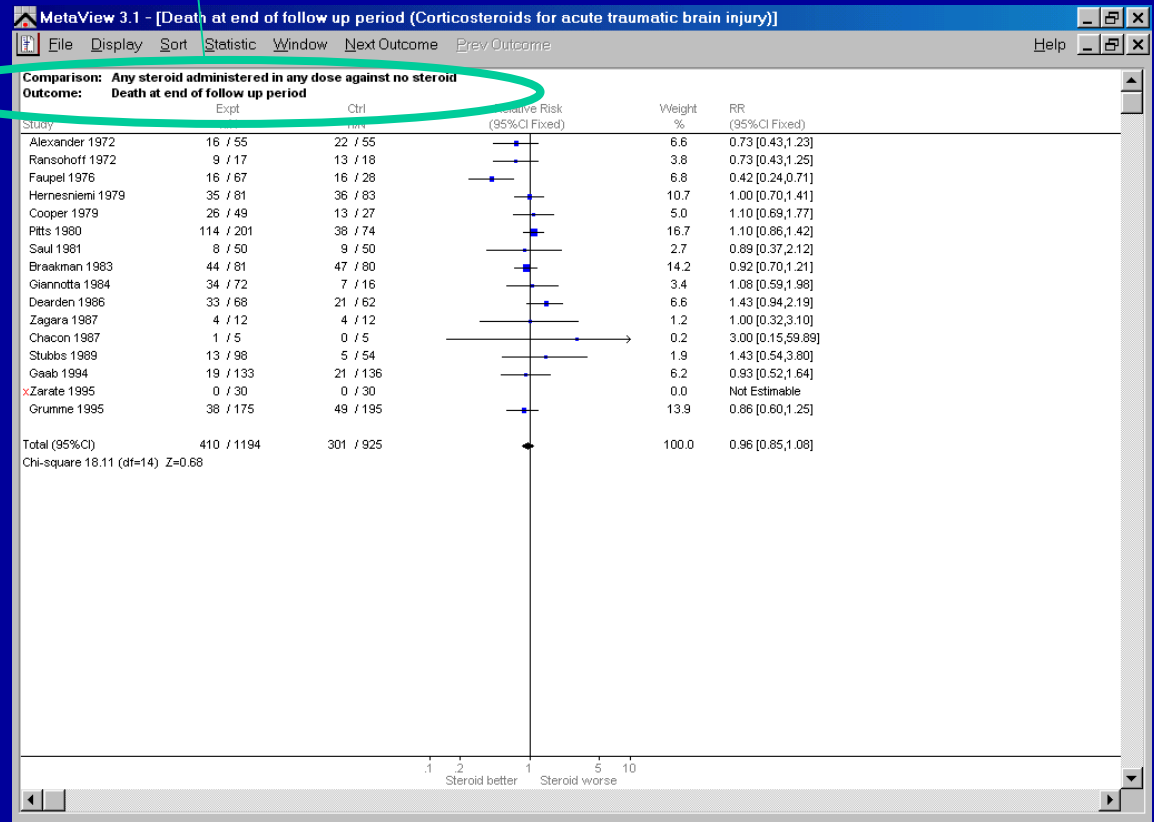 MetaView 3.1 - [Death at end of follow up period (Corticosteroids for acute traumatic brain injury)]
File Display Sort Statistic Window Next Outcome Prev Outcome Help
Comparison: Any steroid administered in any dose against no steroid
Outcome: Death at end of follow up period
Expt Ctrl Relative Risk Weight RR
Study (95%CI Fixed) % (95%CI Fixed)
Alexander 1972 16 / 55 22 / 55 6.6 0.73 [0.43,1.23]
Ransohoff 1972 9 / 17 13 / 18 3.8 0.73 [0.43,1.25]
Faupel 1976 16 / 67 16 / 28 6.8 0.42 [0.24,0.71]
Hernesniemi 1979 35 / 81 36 / 83 10.7 1.00 [0.70,1.41]
Cooper 1979 26 / 49 13 / 27 5.0 1.10 [0.69,1.77]
Pitts 1980 114 / 201 38 / 74 16.7 1.10 [0.86,1.42]
Saul 1981 8 / 50 9 / 50 2.7 0.89 [0.37,2.12]
Braakman 1983 44 / 81 47 / 80 14.2 0.92 [0.70,1.21]
Giannotta 1984 34 / 72 7 / 16 3.4 1.08 [0.59,1.98]
Dearden 1986 33 / 68 21 / 62 6.6 1.43 [0.94,2.19]
Zagara 1987 4 / 12 4 / 12 1.2 1.00 [0.32,3.10]
Chacon 1987 1 / 5 0 / 5 0.2 3.00 [0.15,59.89]
Stubbs 1989 13 / 98 5 / 54 1.9 1.43 [0.54,3.80]
Gaab 1994 19 / 133 21 / 136 6.2 0.93 [0.52,1.64]
xZarate 1995 0 / 30 0 / 30 0.0 Not Estimable
Grumme 1995 38 / 175 49 / 195 13.9 0.86 [0.60,1.25]
Total (95%CI) 410 / 1194 301 / 925 100.0 0.96 [0.85,1.08]
Chi-square 18.11 (df=14) Z=0.68
.1 .2 1 5 10
Steroid better Steroid worse